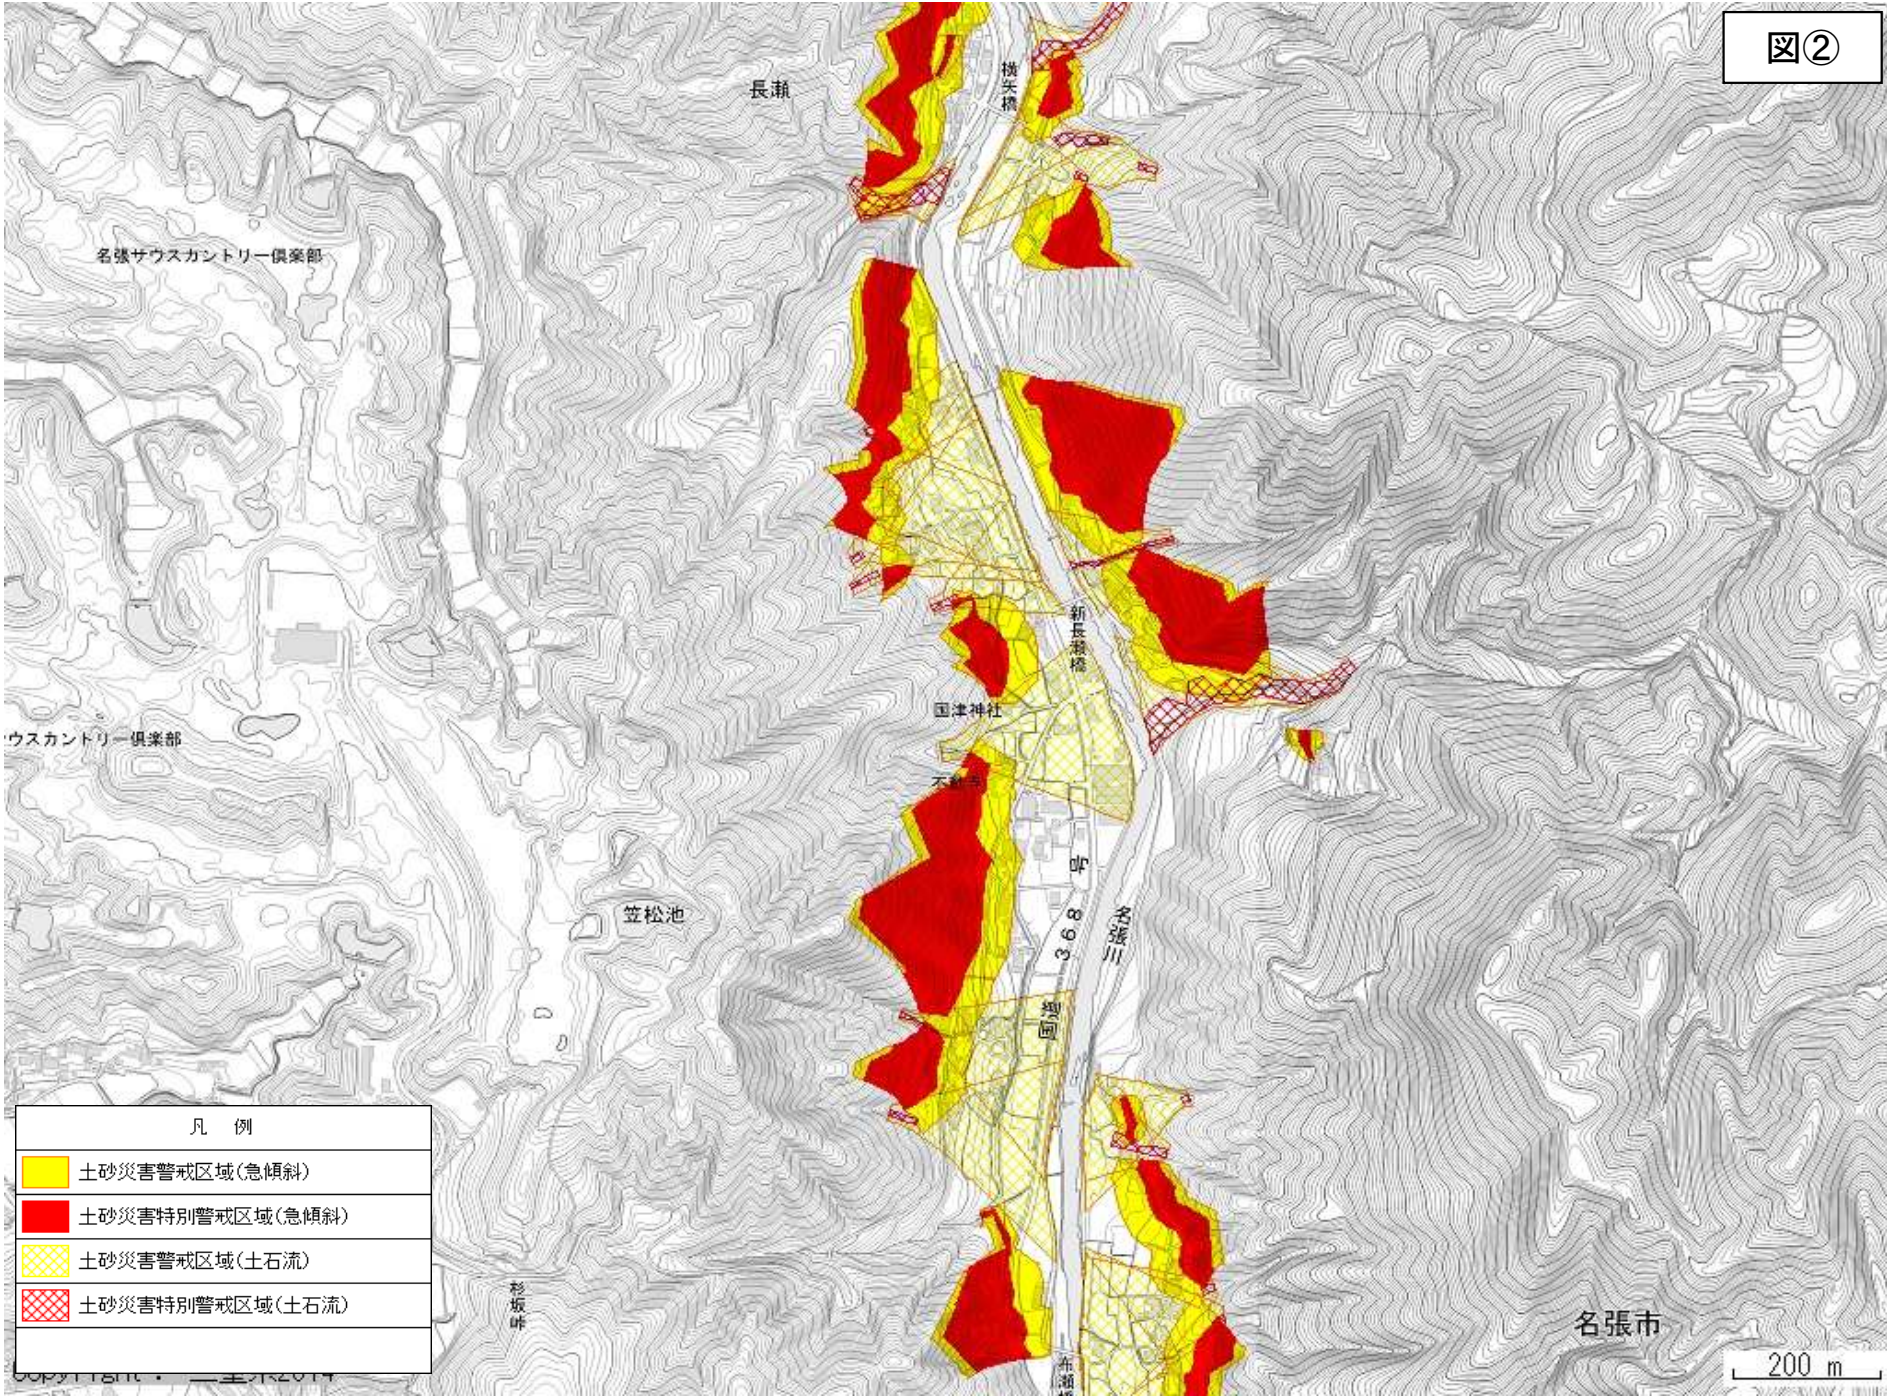 図②
横矢橋
長瀬
名張サウスカントリー倶楽部
新長瀬橋
国津神社
ウスカントリー倶楽部
国道368号
名張川
笠松池
凡 例
土砂災害警戒区域(急傾斜)
土砂災害特別警戒区域(急傾斜)
土砂災害警戒区域(土石流)
土砂災害特別警戒区域(土石流)
杉坂峠
名張市
200 m